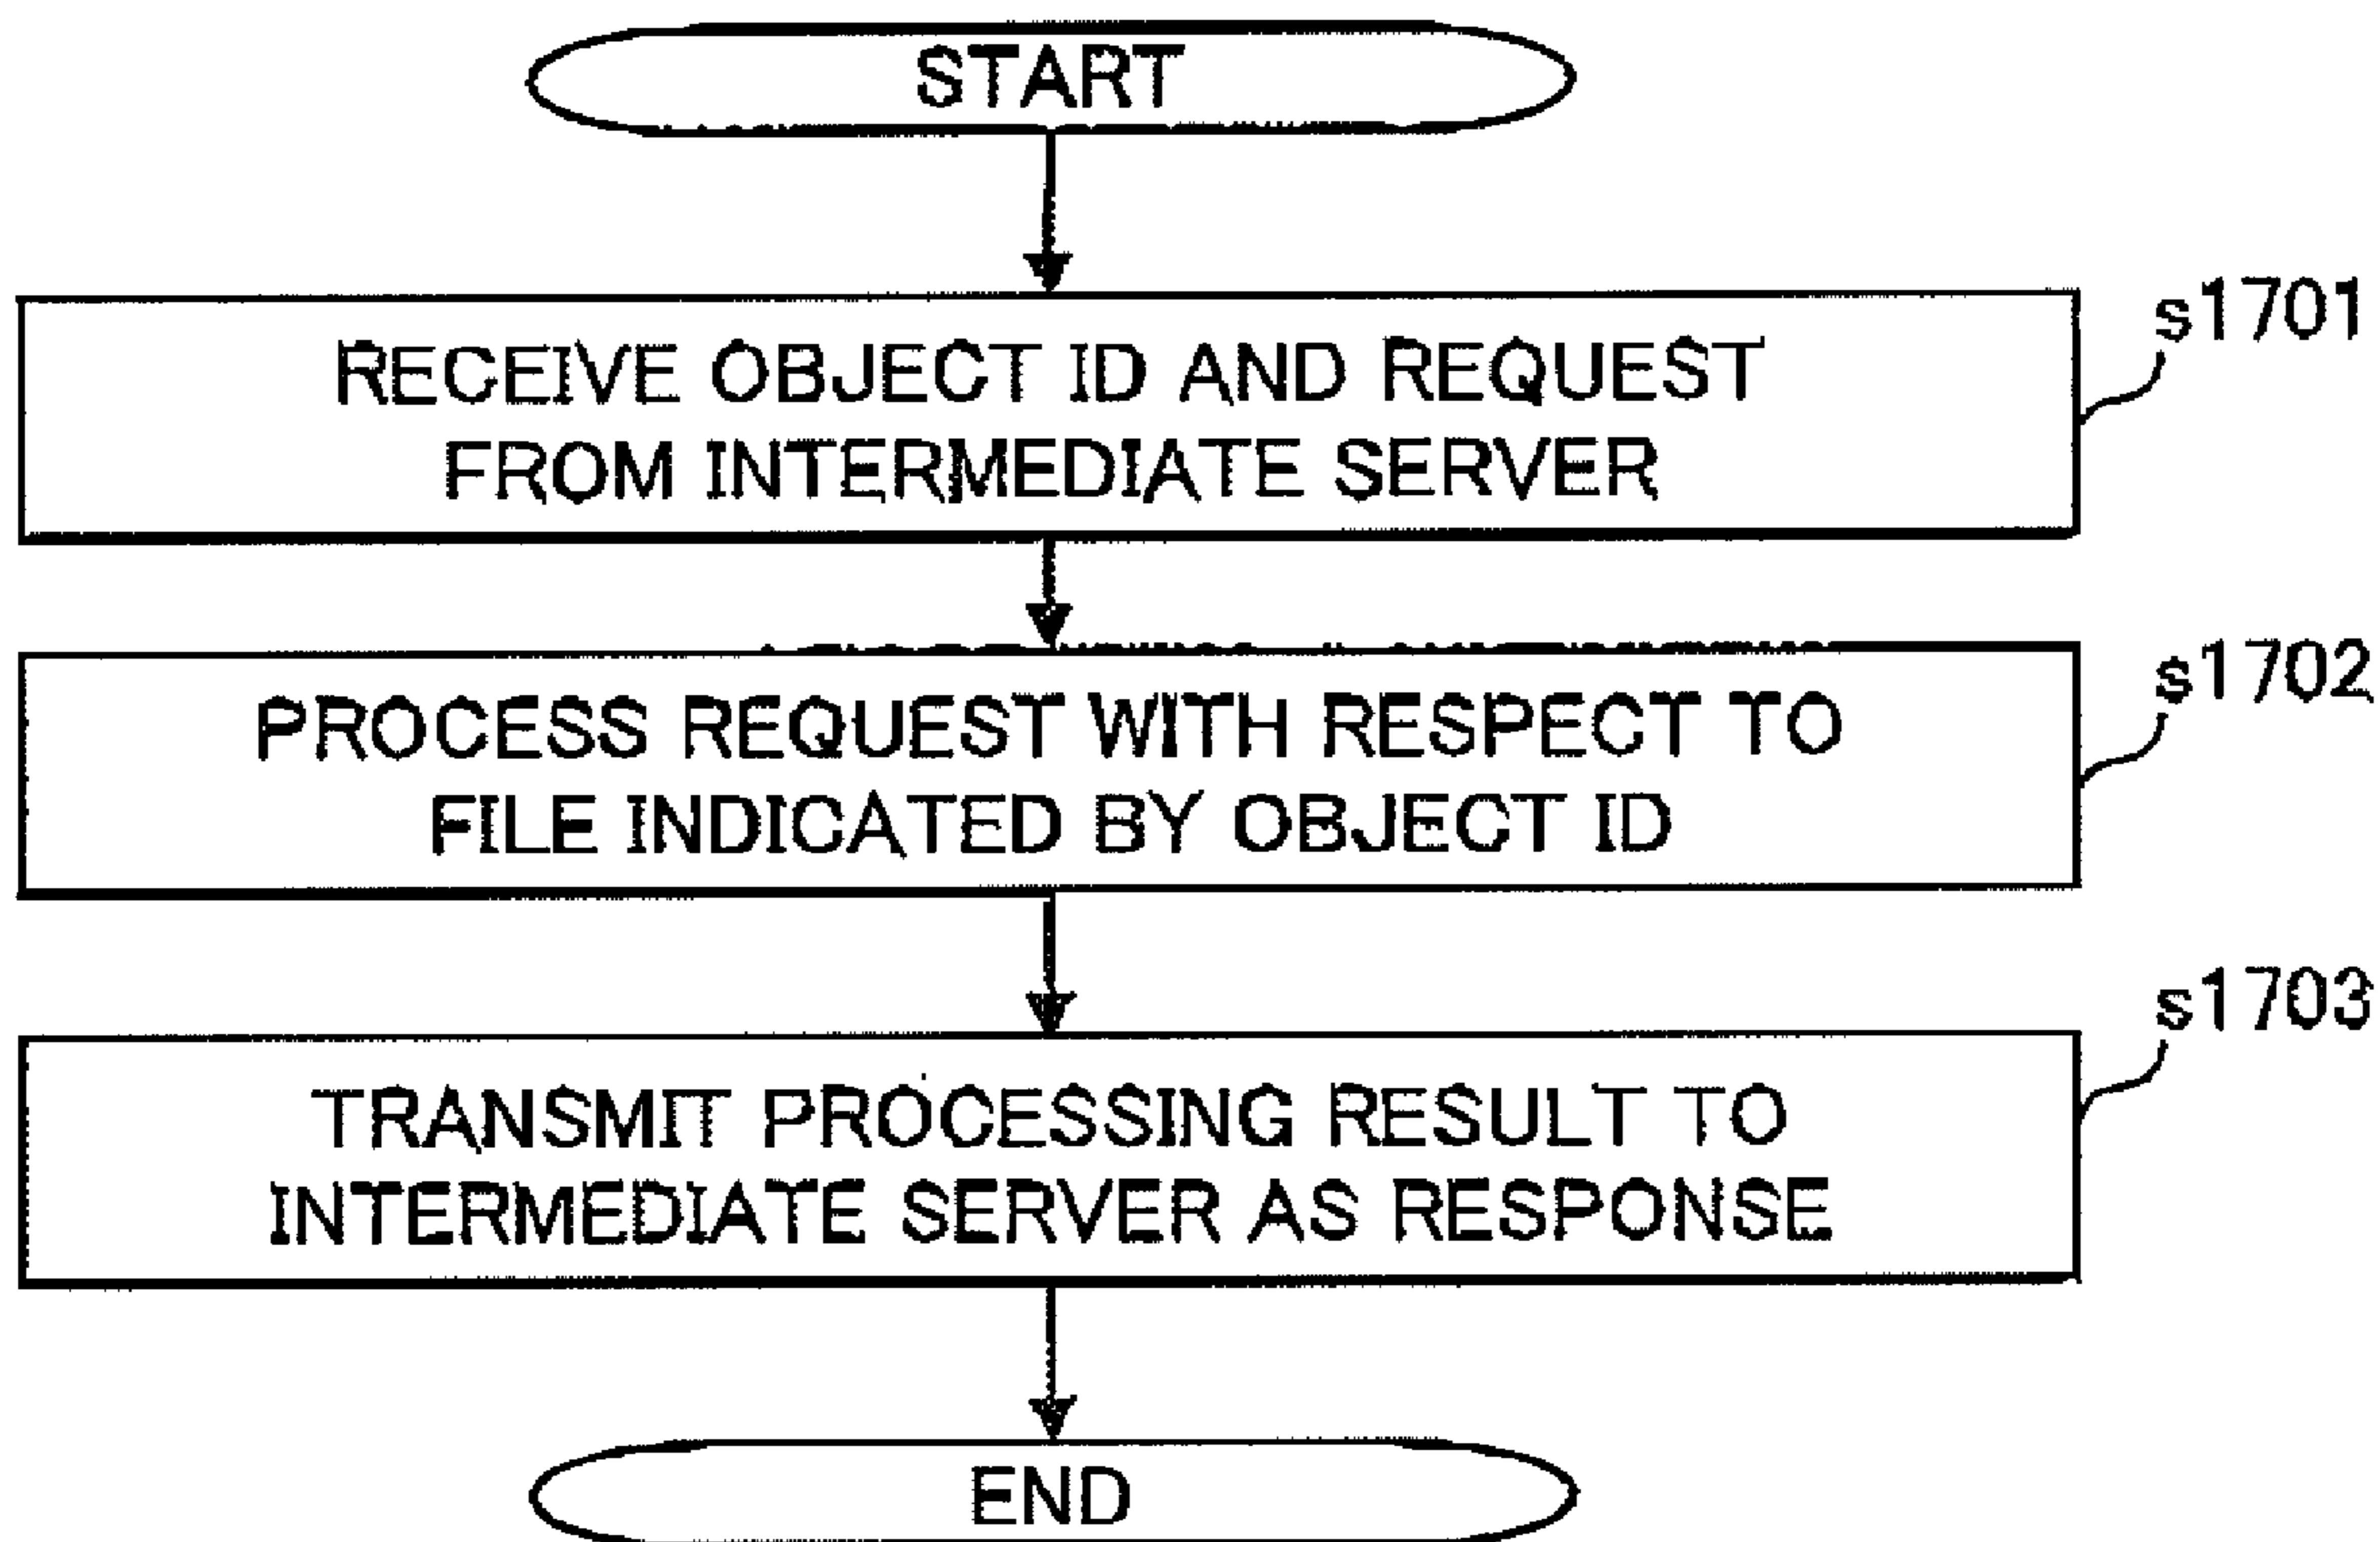 START
s1701
RECEIVE OBJECT ID AND REQUEST
FROM INTERMEDIATE SERVER
s1702
PROCESS REQUEST WITH RESPECT TO
FILE INDICATED BY OBJECT ID
s1703
TRANSMIT PROCESSING RESULT TO
INTERMEDIATE SERVER AS RESPONSE
END